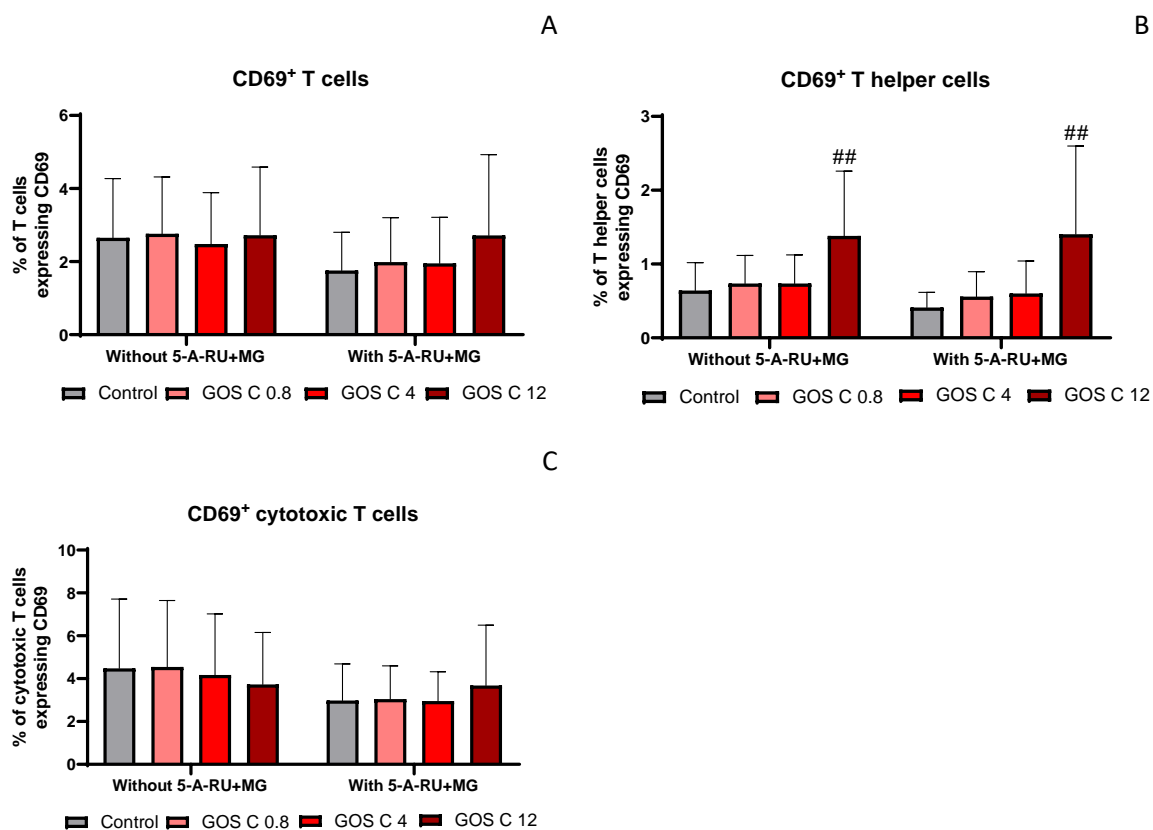 A
CD69+ T cells
% of T cells
expressing CD69
6
4
2
0
Without 5-A-RU+MG
With 5-A-RU+MG
Control
GOS C 0.8
GOS C 4
GOS C 12
B
CD69+ T helper cells
% of T helper cells
expressing CD69
3
2
1
0
##
##
Without 5-A-RU+MG
With 5-A-RU+MG
Control
GOS C 0.8
GOS C 4
GOS C 12
C
CD69+ cytotoxic T cells
% of cytotoxic T cells
expressing CD69
10
8
6
4
2
0
Without 5-A-RU+MG
With 5-A-RU+MG
Control
GOS C 0.8
GOS C 4
GOS C 12